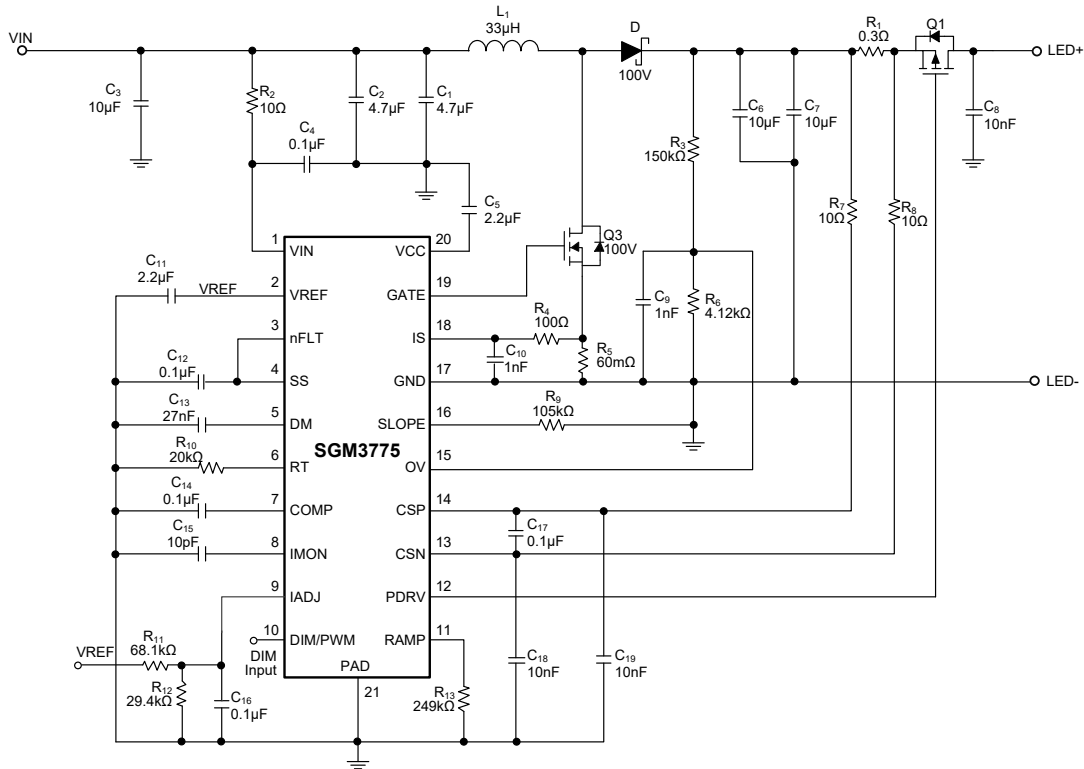 VIN
L1
33µH
D
100V
R1
0.3Ω
Q1
LED+
C3
10µF
R2
10Ω
C2
4.7µF
C1
4.7µF
C4
0.1µF
C6
10µF
C7
10µF
C8
10nF
R3
150kΩ
C5
2.2µF
R7
10Ω
R8
10Ω
Q3
100V
C11
2.2µF
VREF
1
VIN
20
VCC
2
VREF
19
GATE
C9
1nF
R6
4.12kΩ
R4
100Ω
3
nFLT
18
IS
C12
0.1µF
C10
1nF
R5
60mΩ
4
SS
17
GND
LED-
C13
27nF
5
DM
16
SLOPE
R9
105kΩ
SGM3775
R10
20kΩ
6
RT
15
OV
C14
0.1µF
7
COMP
14
CSP
C17
0.1µF
C15
10pF
8
IMON
13
CSN
9
IADJ
12
PDRV
10
DIM/PWM
11
RAMP
DIM
Input
VREF
R11
68.1kΩ
PAD
21
R12
29.4kΩ
C16
0.1µF
R13
249kΩ
C18
10nF
C19
10nF